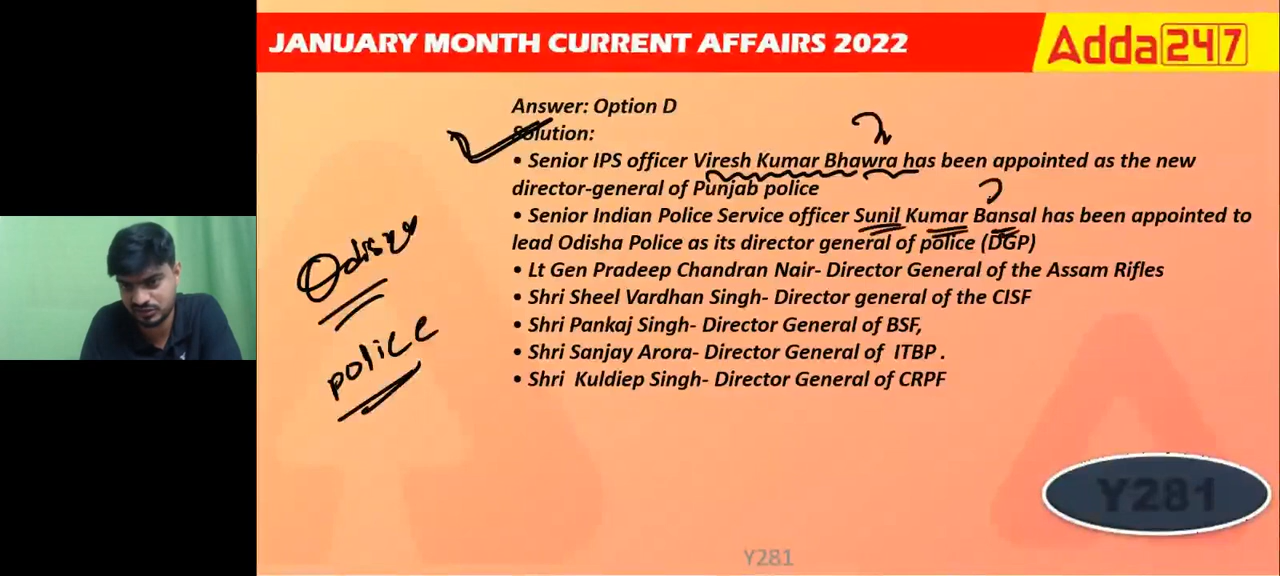 JANUARY MONTH CURRENT AFFAIRS 2022
Adda247
Answer: Option D
Solution:
• Senior IPS officer Viresh Kumar Bhawra has been appointed as the new
director-general of Punjab police
• Senior Indian Police Service officer Sunil Kumar Bansal has been appointed to
lead Odisha Police as its director general of police (DGP)
• Lt Gen Pradeep Chandran Nair- Director General of the Assam Rifles
• Shri Sheel Vardhan Singh- Director general of the CISF
• Shri Pankaj Singh- Director General of BSF,
• Shri Sanjay Arora- Director General of ITBP .
• Shri Kuldiep Singh- Director General of CRPF
police
Y281
Y281